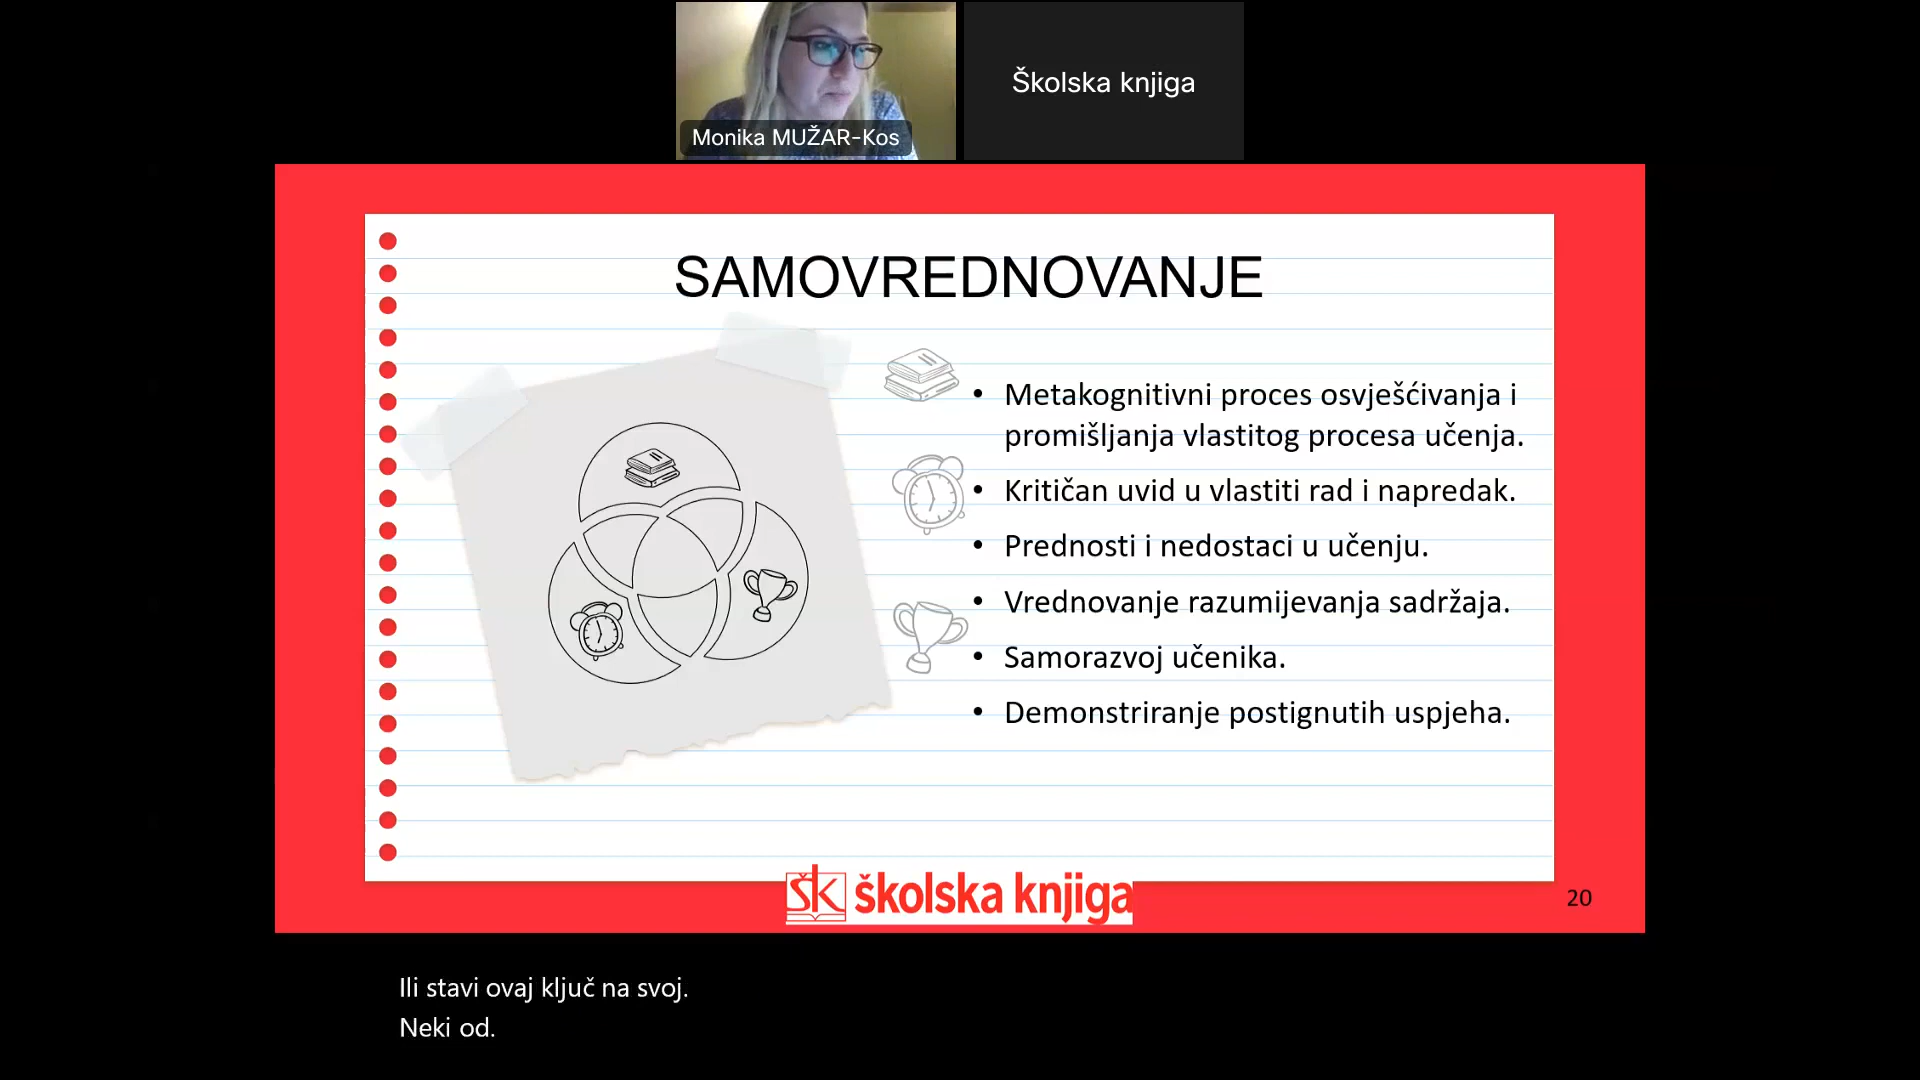 Monika MUŽAR-Kos
Školska knjiga
SAMOVREDNOVANJE
• Metakognitivni proces osvješćivanja i
promišljanja vlastitog procesa učenja.
• Kritičan uvid u vlastiti rad i napredak.
• Prednosti i nedostaci u učenju.
• Vrednovanje razumijevanja sadržaja.
• Samorazvoj učenika.
• Demonstriranje postignutih uspjeha.
ŠK školska knjiga
20
Ili stavi ovaj ključ na svoj.
Neki od.